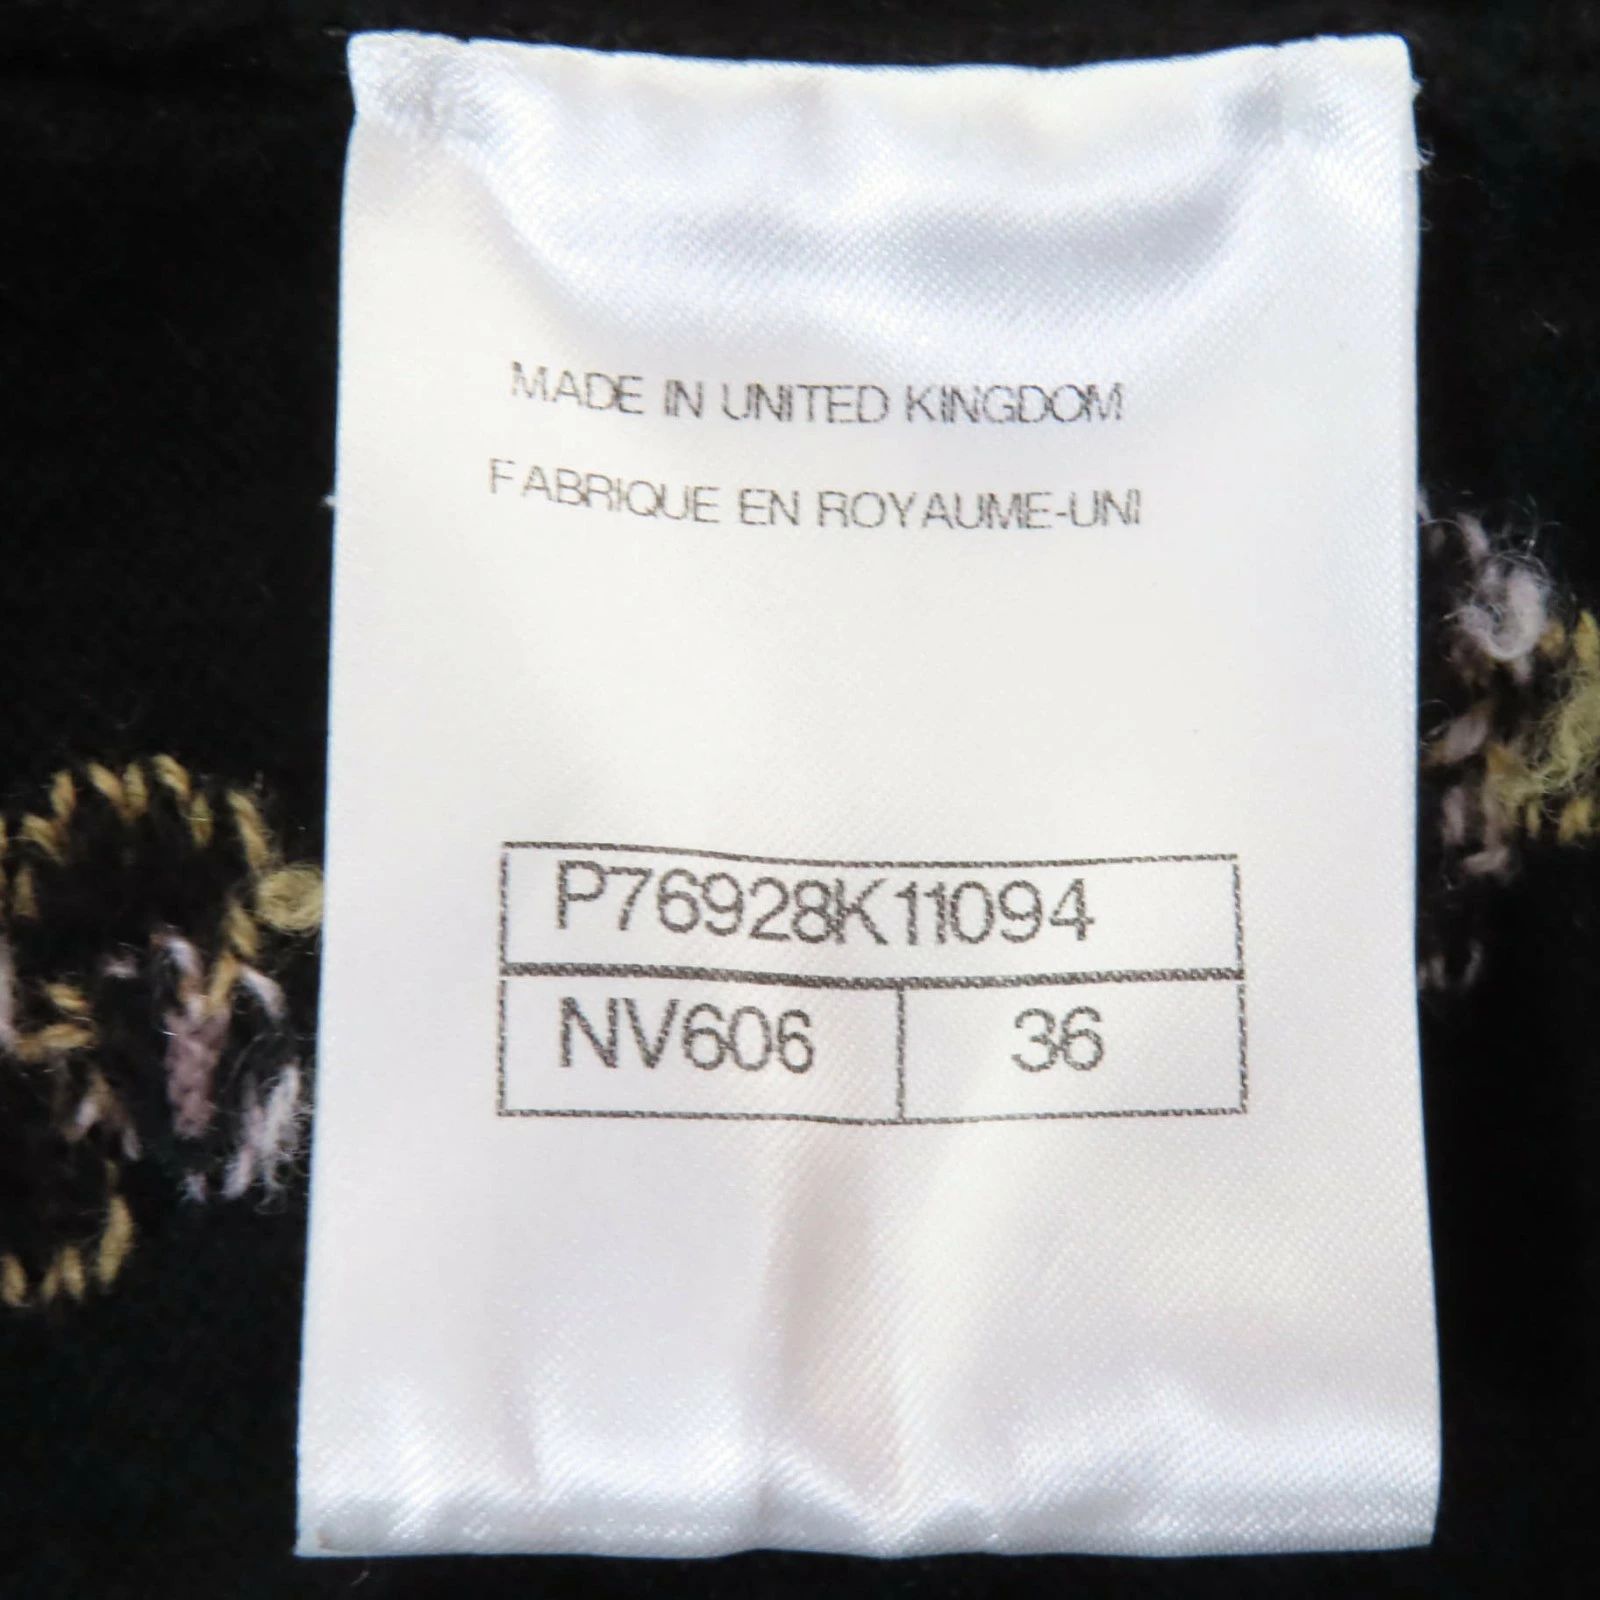 MADE IN UNITED KINGDOM
FABRIQUE EN ROYAUME-UNI
P76928K11094
NV606 36